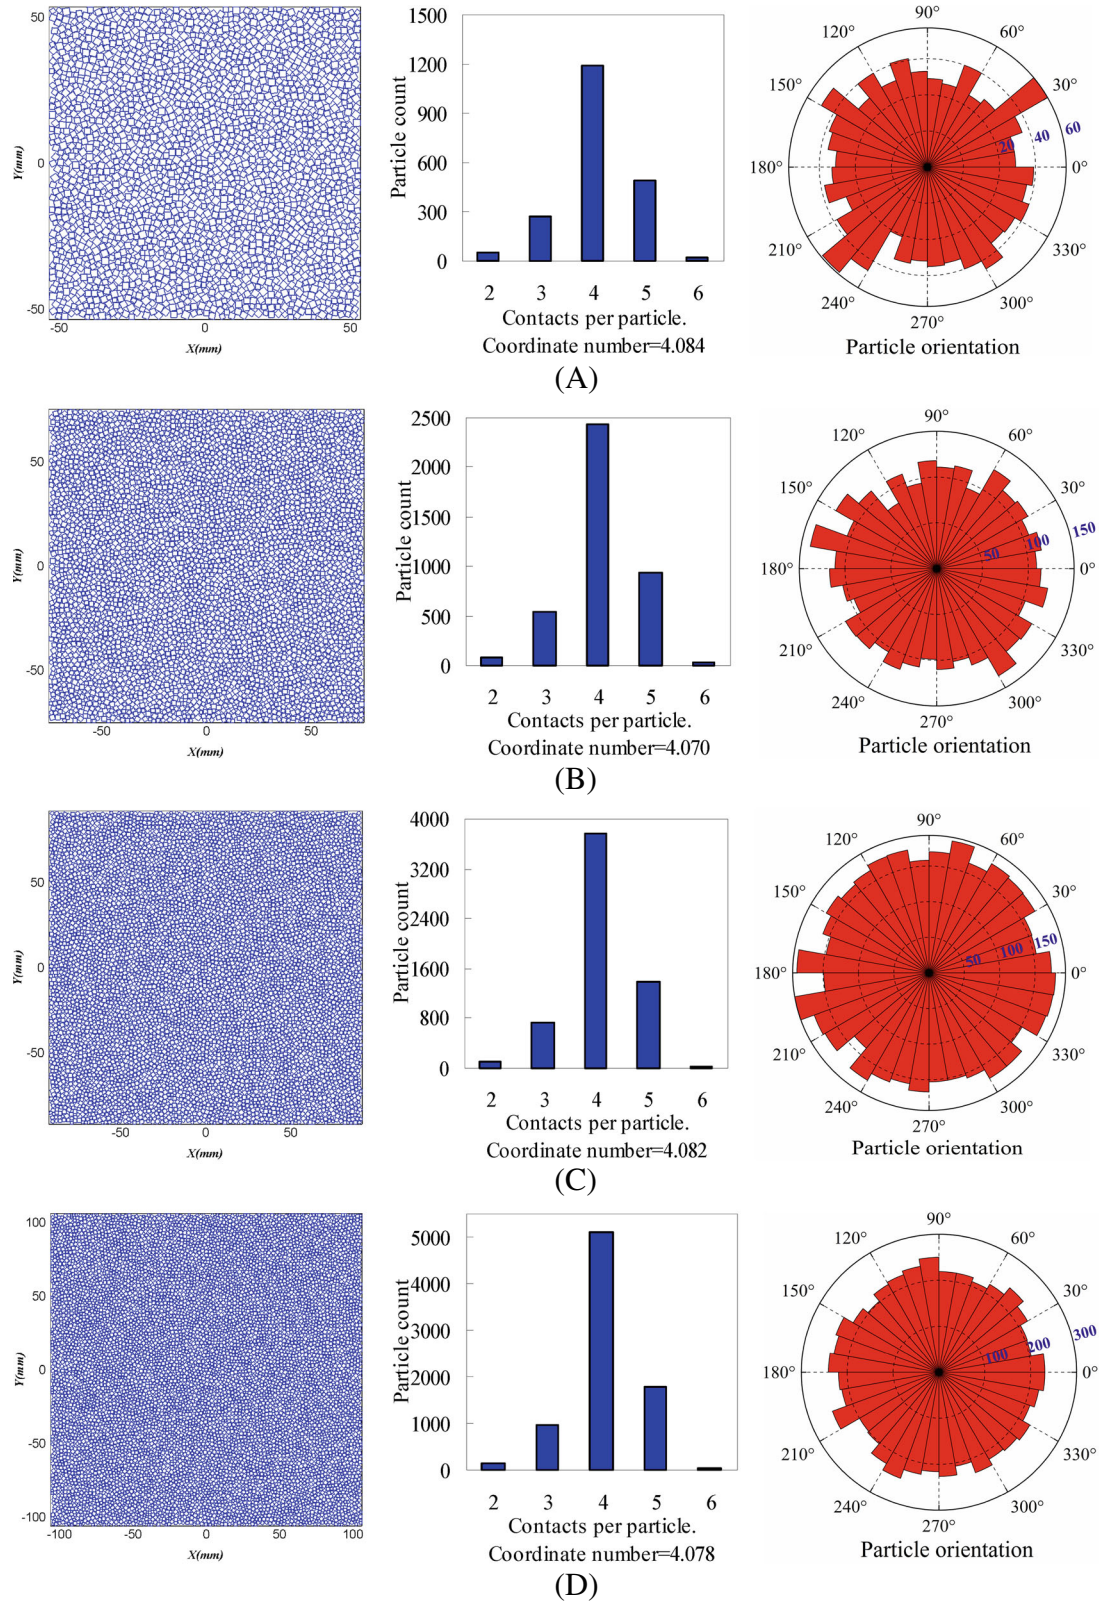 50
0
-50
Y(mm)
-50 0 50
X(mm)
1500
1200
900
600
300
0
Particle count
2 3 4 5 6
Contacts per particle.
Coordinate number=4.084
90°
120° 60°
150° 30°
20 40 60
180° 0°
210° 330°
240° 300°
270°
Particle orientation
(A)
50
0
-50
Y(mm)
-50 0 50
X(mm)
2500
2000
1500
1000
500
0
Particle count
2 3 4 5 6
Contacts per particle.
Coordinate number=4.070
90°
120° 60°
150° 30°
50 100 150
180° 0°
210° 330°
240° 300°
270°
Particle orientation
(B)
50
0
-50
Y(mm)
-50 0 50
X(mm)
4000
3200
2400
1600
800
0
Particle count
2 3 4 5 6
Contacts per particle.
Coordinate number=4.082
90°
120° 60°
150° 30°
50 100 150
180° 0°
210° 330°
240° 300°
270°
Particle orientation
(C)
100
50
0
-50
-100
Y(mm)
-100 -50 0 50 100
X(mm)
5000
4000
3000
2000
1000
0
Particle count
2 3 4 5 6
Contacts per particle.
Coordinate number=4.078
90°
120° 60°
150° 30°
100 200 300
180° 0°
210° 330°
240° 300°
270°
Particle orientation
(D)